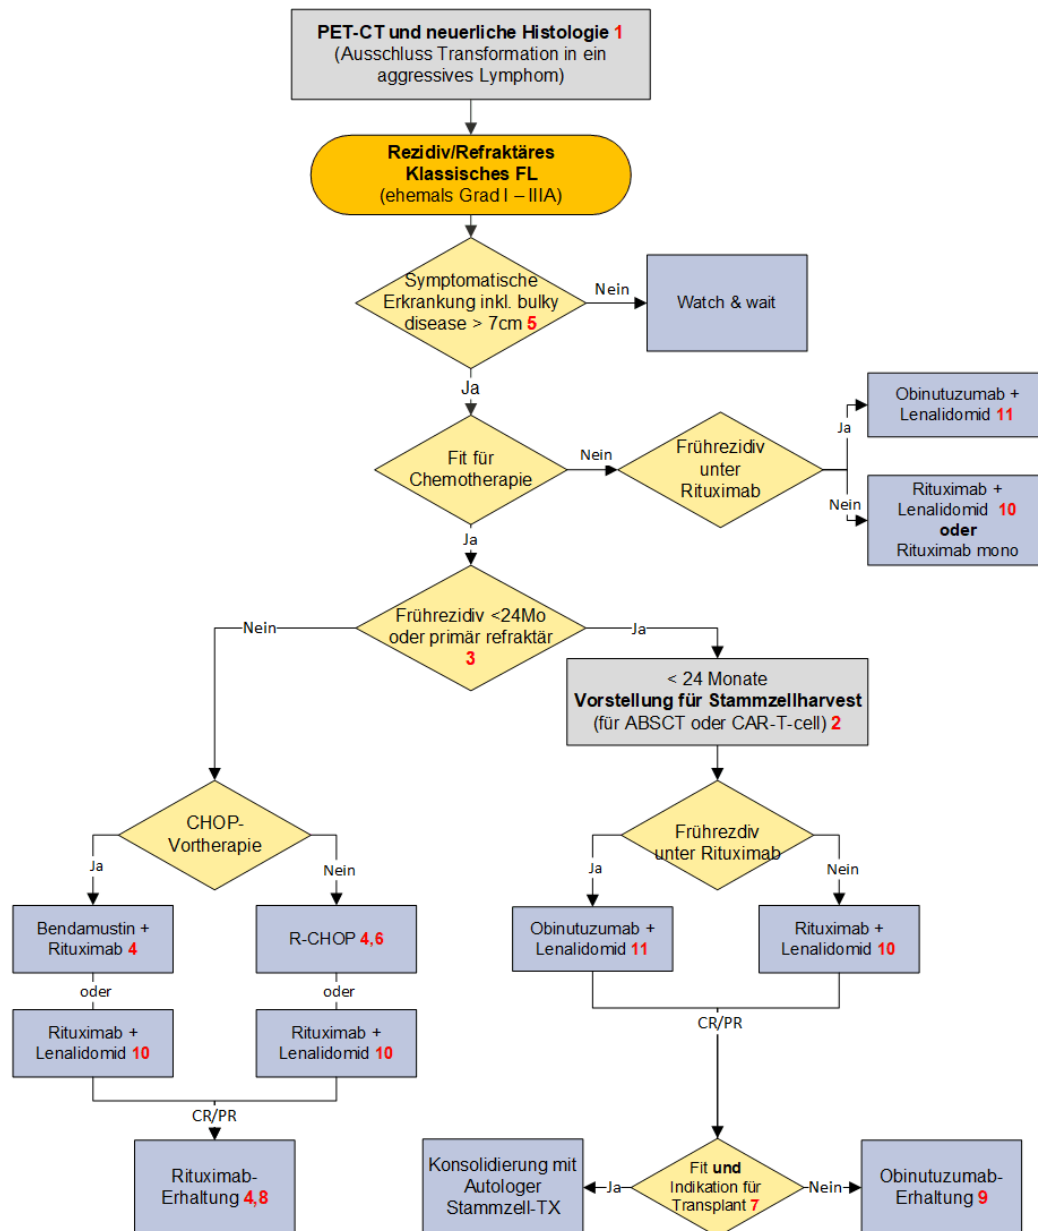 PET-CT und neuerliche Histologie 1
(Ausschluss Transformation in ein
aggressives Lymphom)
Rezidiv/Refraktäres
Klassisches FL
(ehemals Grad I – IIIA)
Symptomatische
Erkrankung inkl. bulky
disease > 7cm 5
Nein
Watch & wait
Ja
Fit für
Chemotherapie
Nein
Frührezidiv
unter
Rituximab
Ja
Obinutuzumab +
Lenalidomid 11
Nein
Rituximab +
Lenalidomid 10
oder
Rituximab mono
Ja
Frührezidiv <24Mo
oder primär refraktär
3
Nein
Ja
< 24 Monate
Vorstellung für Stammzellharvest
(für ABSCT oder CAR-T-cell) 2
CHOP-
Vortherapie
Ja
Nein
Bendamustin +
Rituximab 4
R-CHOP 4,6
oder
oder
Rituximab +
Lenalidomid 10
Rituximab +
Lenalidomid 10
CR/PR
Rituximab-
Erhaltung 4,8
Frührezdiv
unter Rituximab
Ja
Nein
Obinutuzumab +
Lenalidomid 11
Rituximab +
Lenalidomid 10
CR/PR
Fit und
Indikation für
Transplant 7
Ja
Konsolidierung mit
Autologer
Stammzell-TX
Nein
Obinutuzumab-
Erhaltung 9